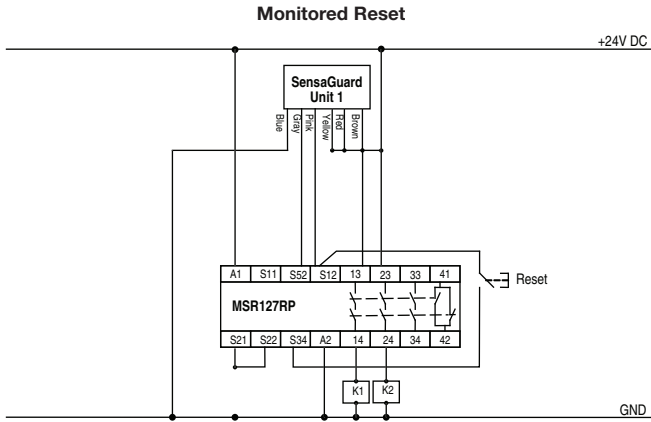 Monitored Reset
+24V DC
SensaGuard
Unit 1
Blue
Gray
Pink
Yellow
Red
Brown
A1 S11 S52 S12 13 23 33 41
Reset
MSR127RP
S21 S22 S34 A2 14 24 34 42
K1 K2
GND